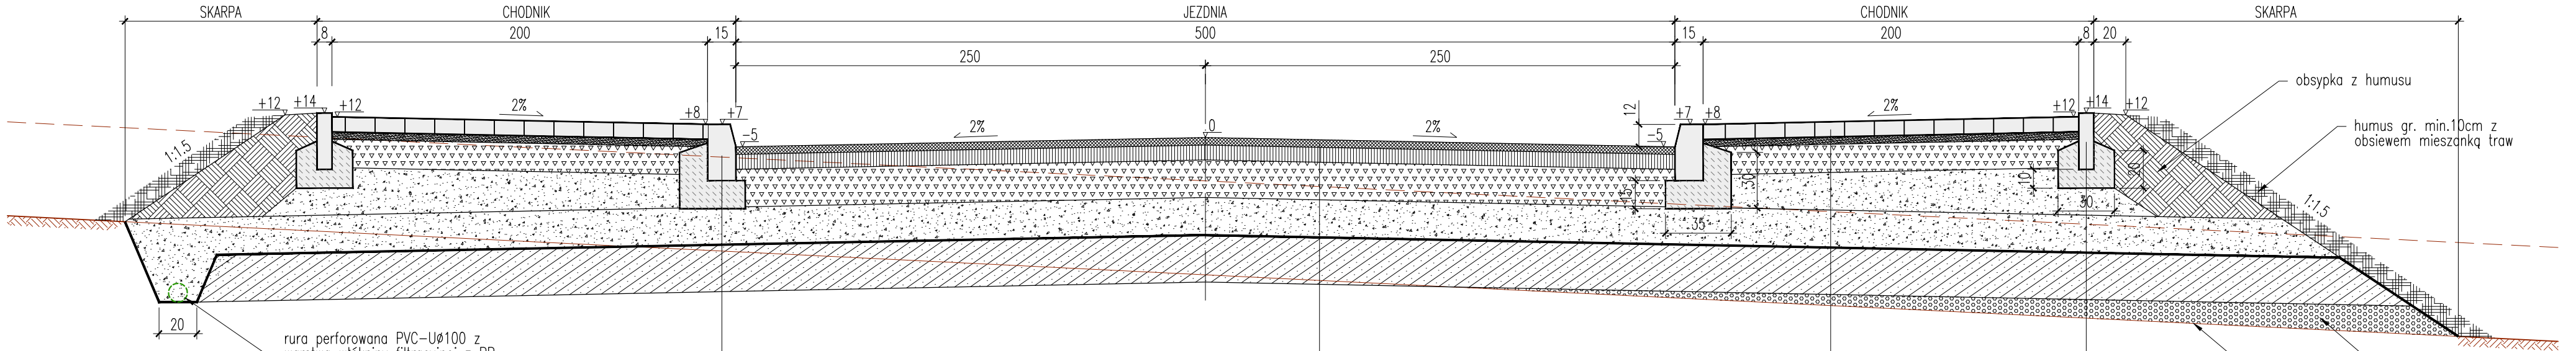 SKARPA CHODNIK JEZDNIA CHODNIK SKARPA
8 200 15 500 15 200 8 20
250 250
obsypka z humusu
+12 +14 +12 2% +8 +7 12 +7 +8 2% +12 +14 +12
-5 2% 0 2% -5
humus gr. min.10cm z
obsiewem mieszanką traw
1:1.5 30 10 20
15 35 30 1:1.5
20
rura perforowana PVC-Uø100 z